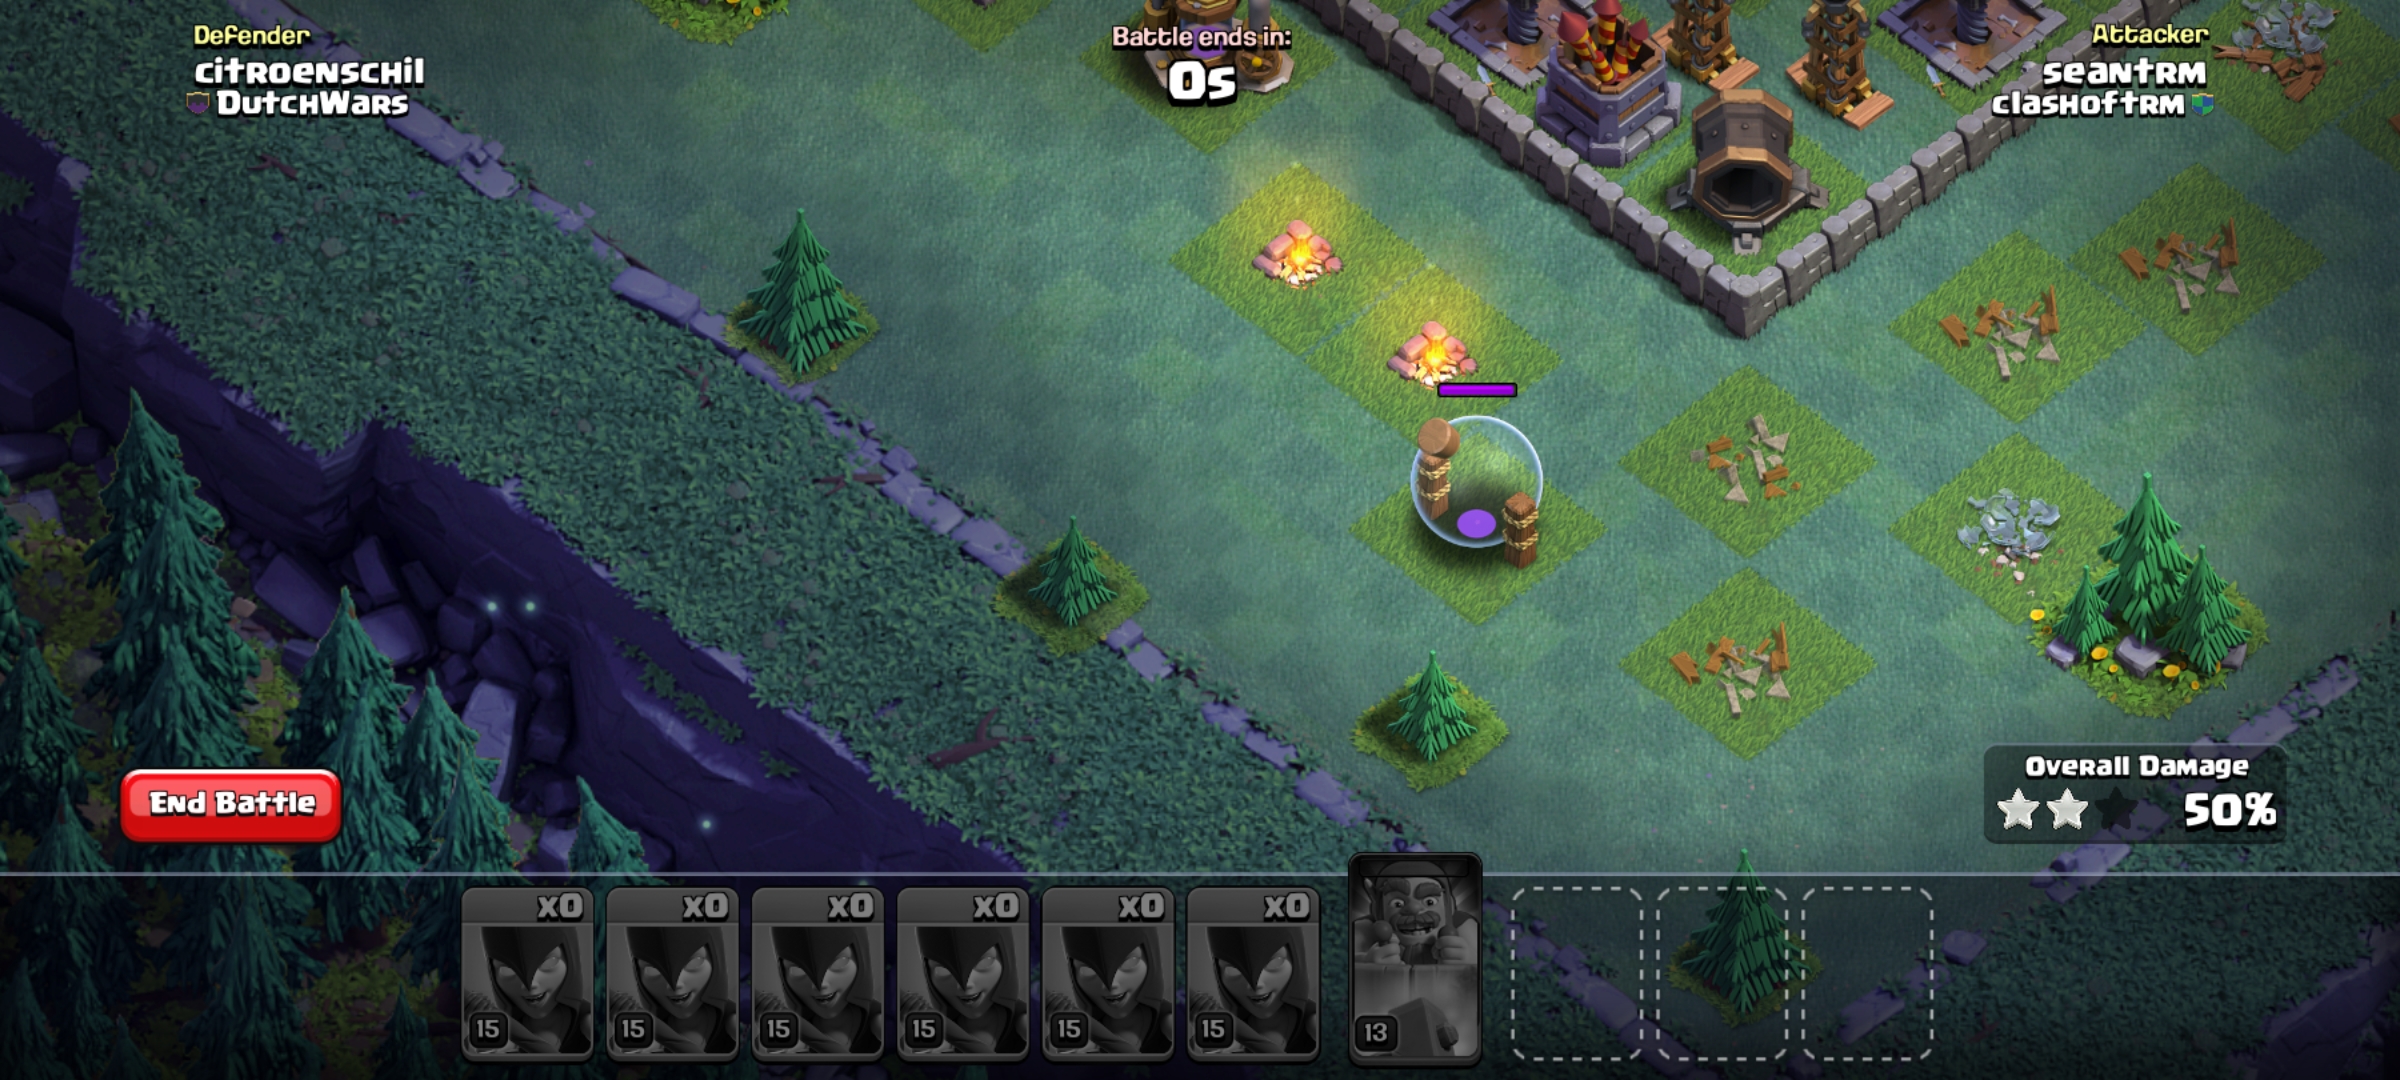 Defender
citroenschil
DutchWars
Battle ends in:
0s
Attacker
seantrm
clashoftrm
End Battle
Overall Damage
50%
x0 x0 x0 x0 x0 x0
15 15 15 15 15 15 13